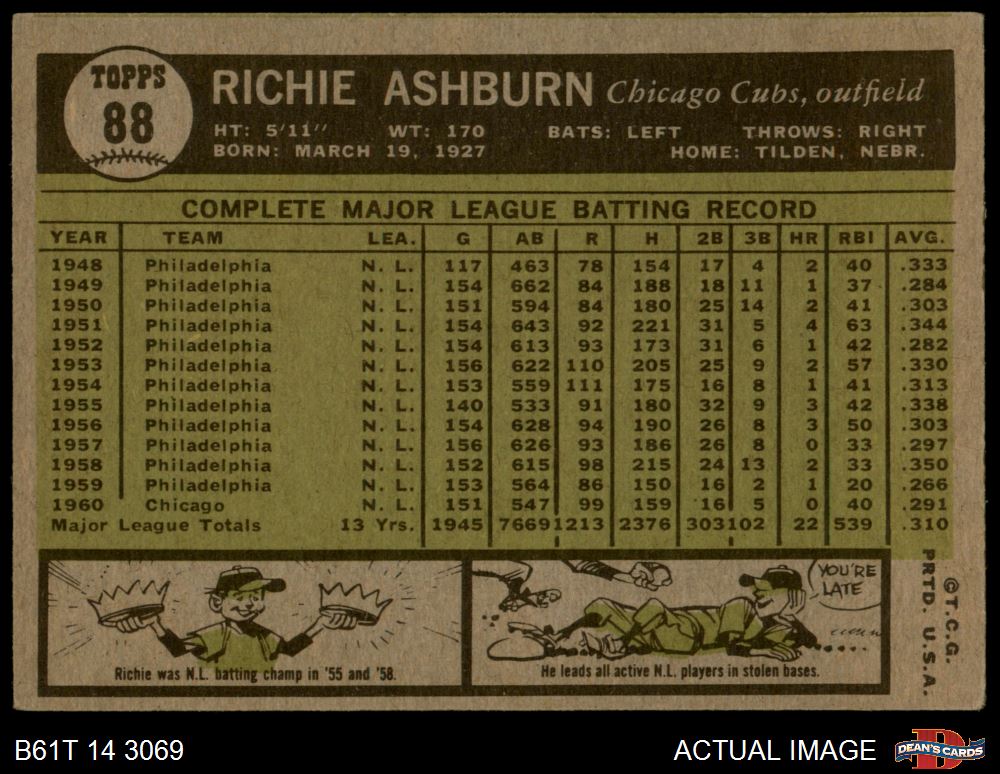 TOPPS
88
RICHIE ASHBURN Chicago Cubs, outfield
HT: 5'11" WT: 170 BATS: LEFT THROWS: RIGHT
BORN: MARCH 19, 1927 HOME: TILDEN, NEBR.
COMPLETE MAJOR LEAGUE BATTING RECORD
YEAR TEAM LEA. G AB R H 2B 3B HR RBI AVG.
1948 Philadelphia N. L. 117 463 78 154 17 4 2 40 .333
1949 Philadelphia N. L. 154 662 84 188 18 11 1 37 .284
1950 Philadelphia N. L. 151 594 84 180 25 14 2 41 .303
1951 Philadelphia N. L. 154 643 92 221 31 5 4 63 .344
1952 Philadelphia N. L. 154 613 93 173 31 6 1 42 .282
1953 Philadelphia N. L. 156 622 110 205 25 9 2 57 .330
1954 Philadelphia N. L. 153 559 111 175 16 8 1 41 .313
1955 Philadelphia N. L. 140 533 91 180 32 9 3 42 .338
1956 Philadelphia N. L. 154 628 94 190 26 8 3 50 .303
1957 Philadelphia N. L. 156 626 93 186 26 8 0 33 .297
1958 Philadelphia N. L. 152 615 98 215 24 13 2 33 .350
1959 Philadelphia N. L. 153 564 86 150 16 2 1 20 .266
1960 Chicago N. L. 151 547 99 159 16 5 0 40 .291
Major League Totals 13 Yrs. 1945 7669 1213 2376 303 102 22 539 .310
Richie was N.L. batting champ in '55 and '58.
YOU'RE
LATE
He leads all active N.L. players in stolen bases.
©T.C.G.
PRTD. U.S.A.
B61T 14 3069
ACTUAL IMAGE
DEAN'S CARDS